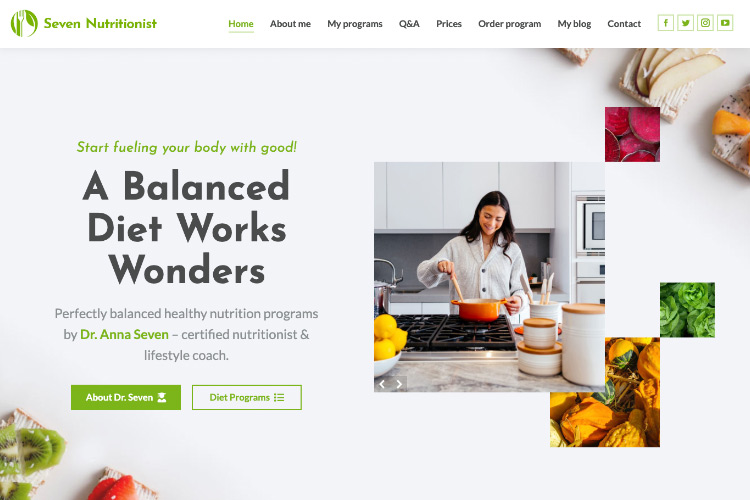 Seven Nutritionist
Home About me My programs Q&A Prices Order program My blog Contact
Start fueling your body with good!
A Balanced
Diet Works
Wonders
Perfectly balanced healthy nutrition programs
by Dr. Anna Seven – certified nutritionist &
lifestyle coach.
About Dr. Seven
Diet Programs